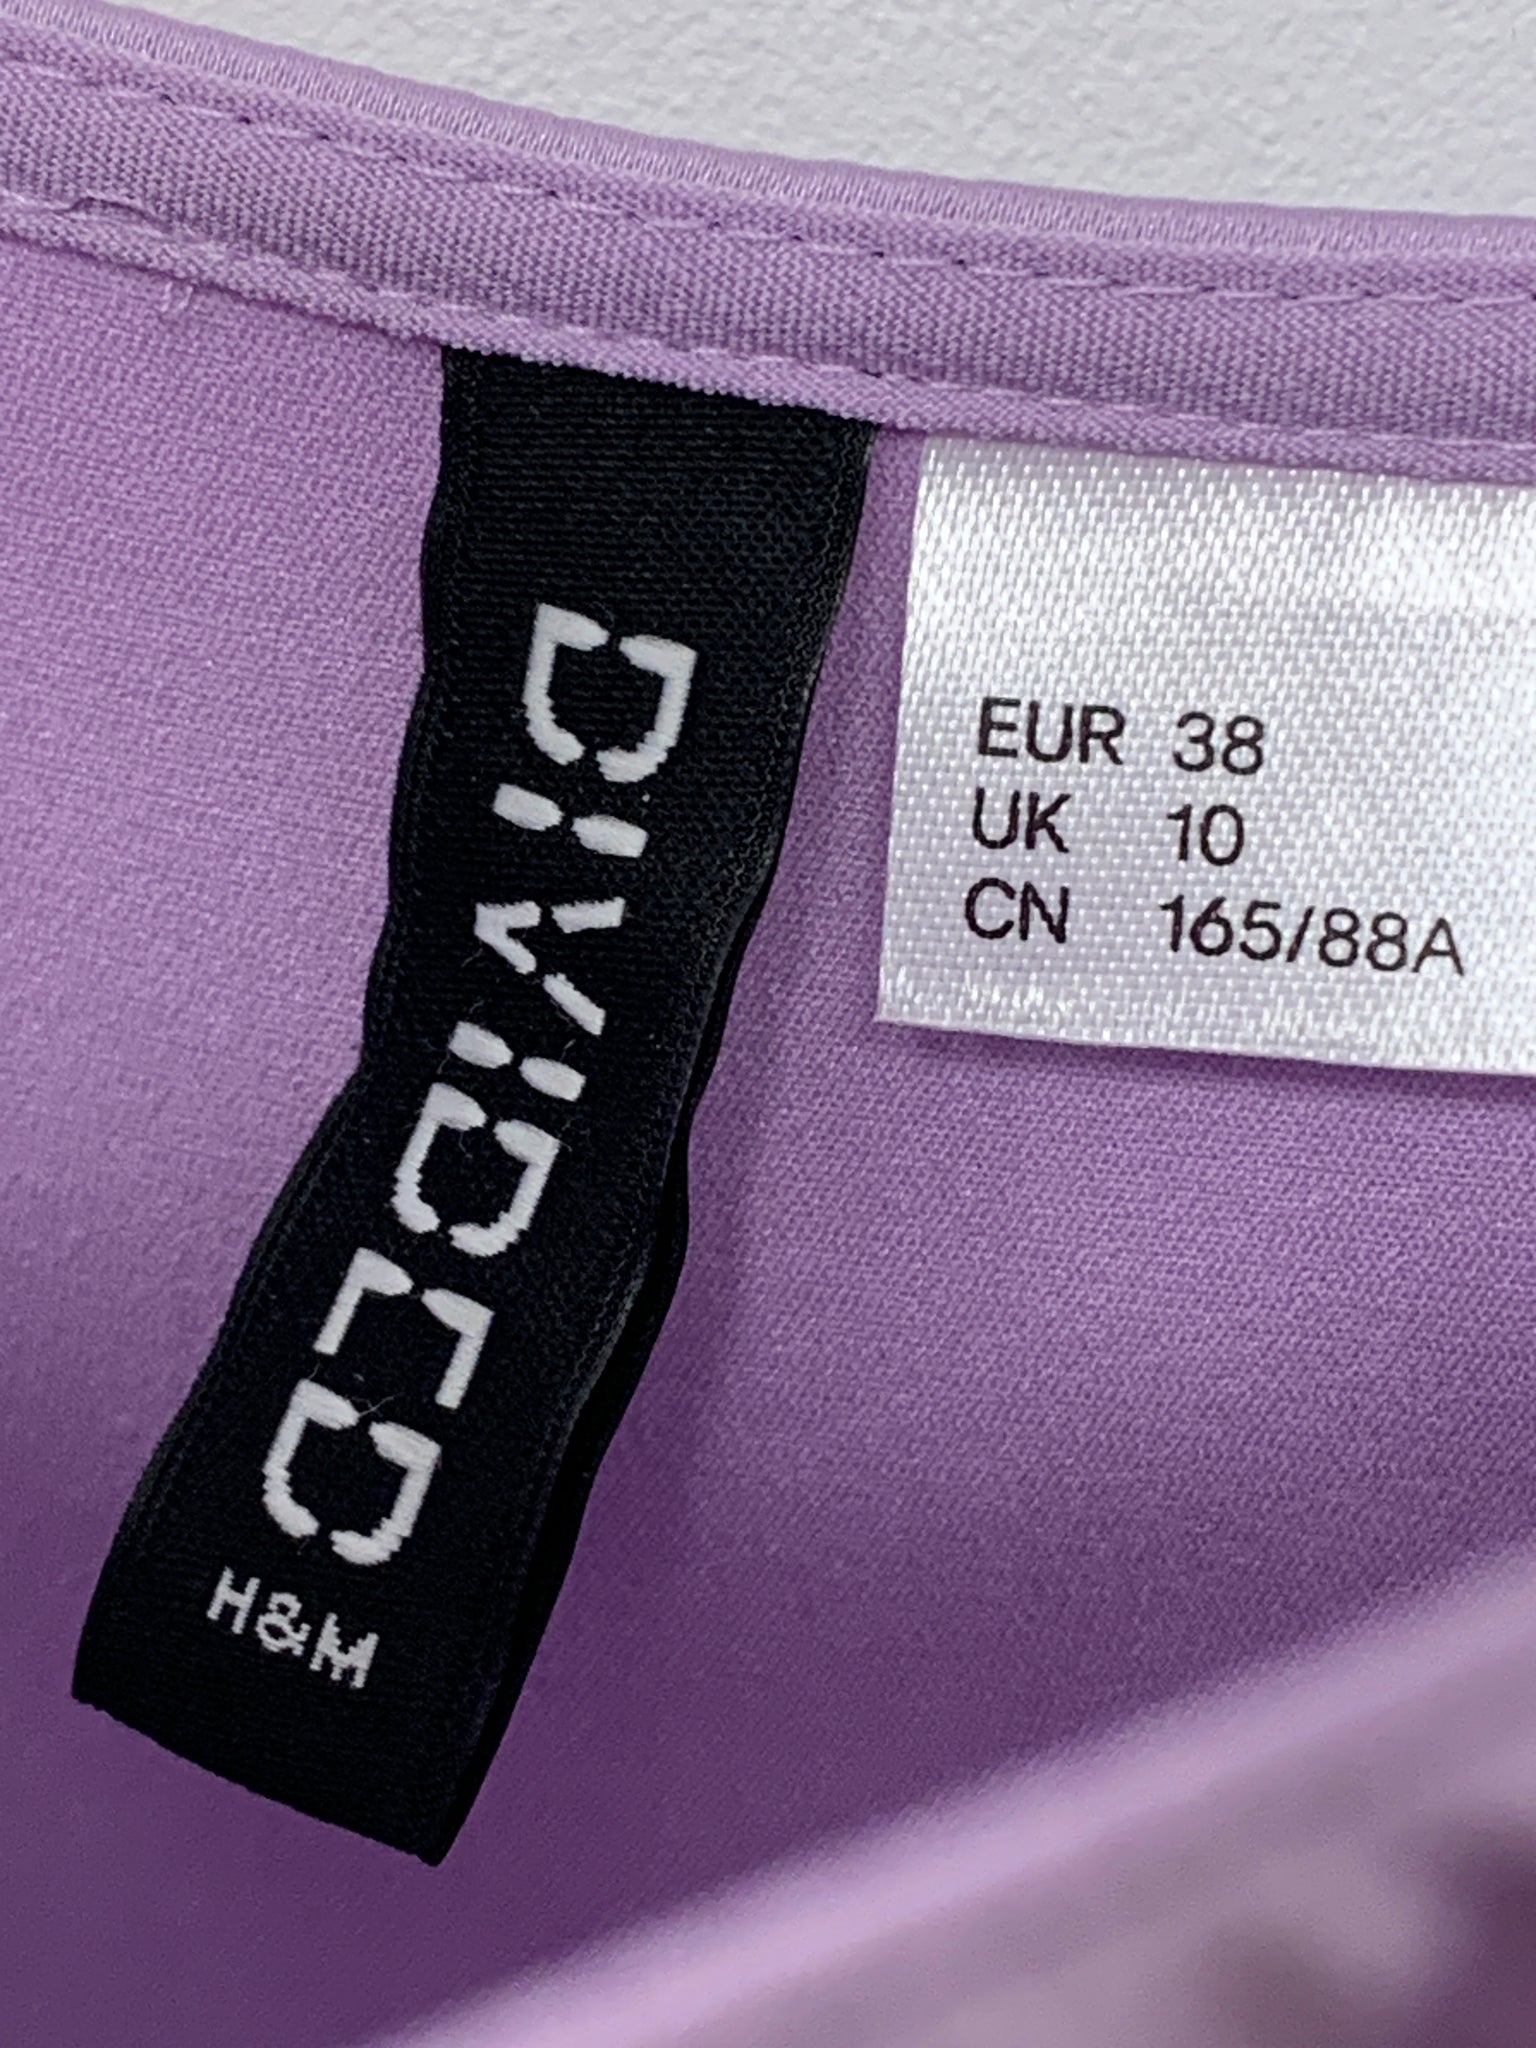 DIVIDED
H&M
EUR 38
UK 10
CN 165/88A